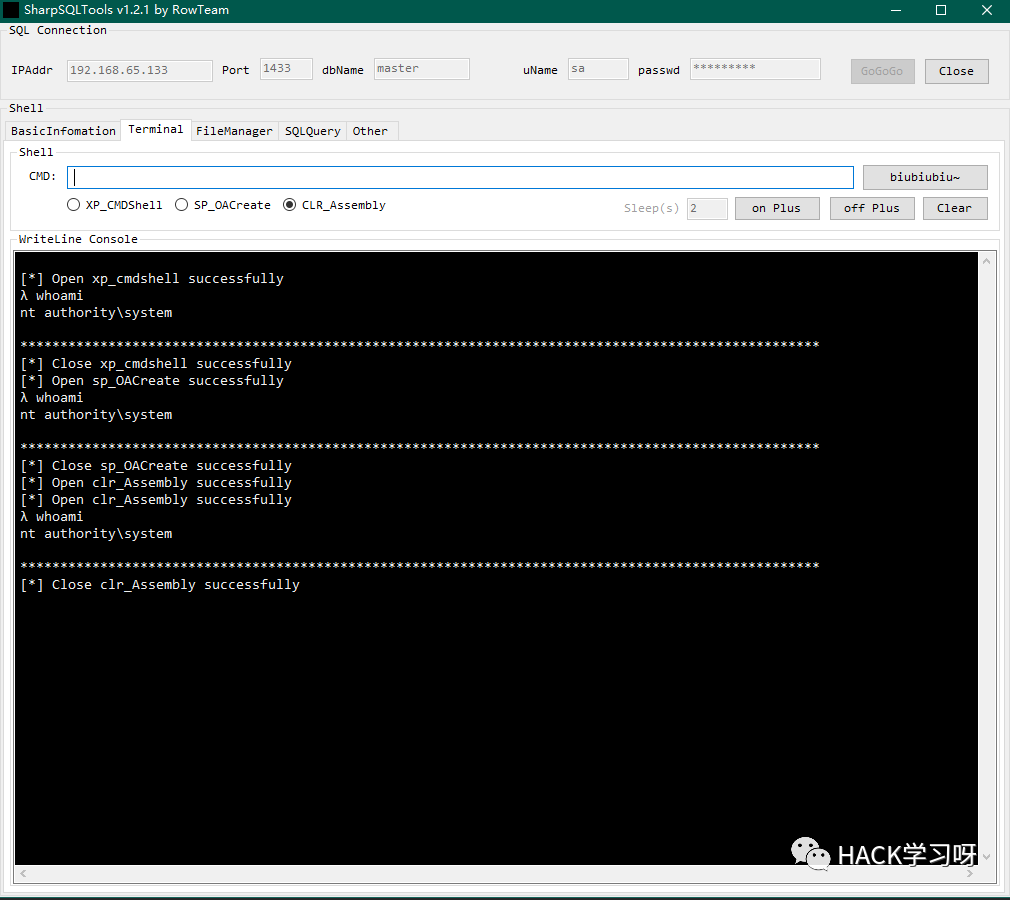 SharpSQLTools v1.2.1 by RowTeam
SQL Connection
IPAddr 192.168.65.133 Port 1433 dbName master uName sa passwd ********* GoGoGo Close
Shell
BasicInfomation Terminal FileManager SQLQuery Other
Shell
CMD: biubiubiu~
XP_CMDShell SP_OACreate CLR_Assembly Sleep(s) 2 on Plus off Plus Clear
WriteLine Console
[*] Open xp_cmdshell successfully
λ whoami
nt authority\system
****************************************************************************************************
[*] Close xp_cmdshell successfully
[*] Open sp_OACreate successfully
λ whoami
nt authority\system
****************************************************************************************************
[*] Close sp_OACreate successfully
[*] Open clr_Assembly successfully
[*] Open clr_Assembly successfully
λ whoami
nt authority\system
****************************************************************************************************
[*] Close clr_Assembly successfully
HACK学习呀